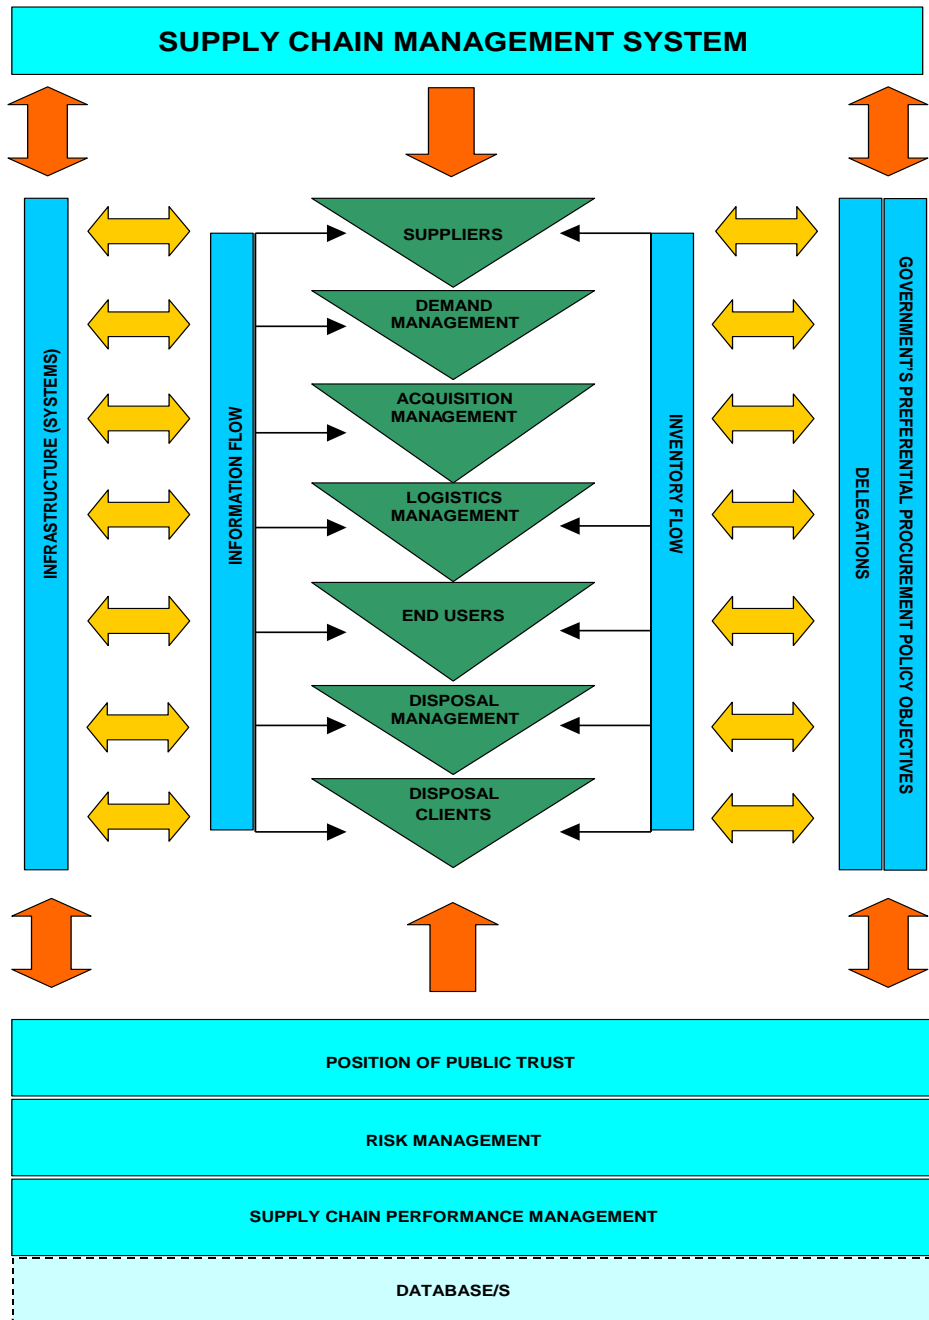 SUPPLY CHAIN MANAGEMENT SYSTEM
INFRASTRUCTURE (SYSTEMS)
INFORMATION FLOW
SUPPLIERS
DEMAND
MANAGEMENT
ACQUISITION
MANAGEMENT
LOGISTICS
MANAGEMENT
END USERS
DISPOSAL
MANAGEMENT
DISPOSAL
CLIENTS
INVENTORY FLOW
DELEGATIONS
GOVERNMENT'S PREFERENTIAL PROCUREMENT POLICY OBJECTIVES
POSITION OF PUBLIC TRUST
RISK MANAGEMENT
SUPPLY CHAIN PERFORMANCE MANAGEMENT
DATABASE/S